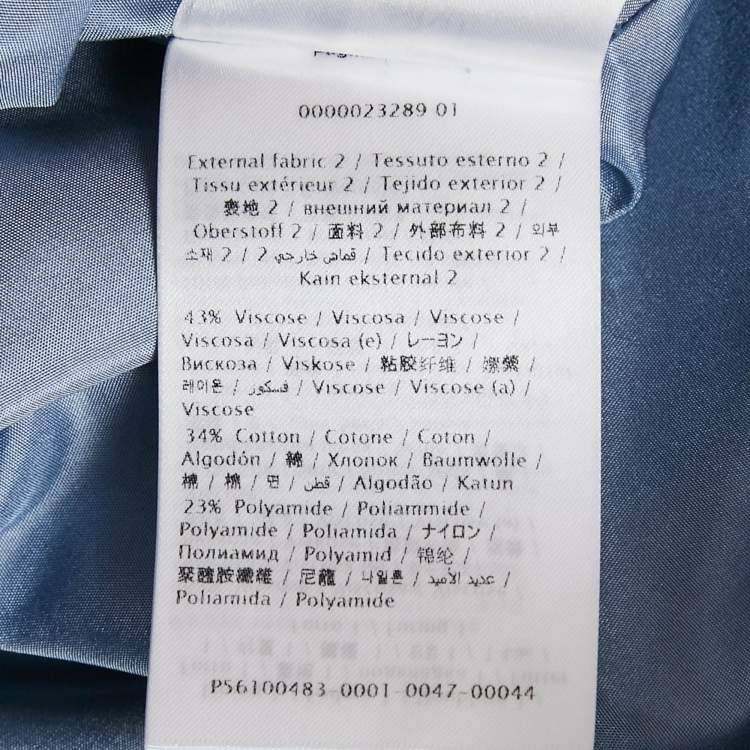 0000023289 01
External fabric 2 / Tessuto esterno 2 /
Tissu extérieur 2 / Tejido exterior 2 /
表地 2 / внешний материал 2 /
Oberstoff 2 / 面料 2 / 外部布料 2 / 외부
소재 2 / قماش خارجي 2 / Tecido exterior 2 /
Kain eksternal 2
43% Viscose / Viscosa / Viscose /
Viscosa / Viscosa (e) / レーヨン /
Вискоза / Viskose / 粘胶纤维 / 嫘縈 /
레이온 / فسكوز / Viscose / Viscose (a) /
Viscose
34% Cotton / Cotone / Coton /
Algodón / 綿 / Хлопок / Baumwolle /
棉 / 棉 / 면 / قطن / Algodão / Katun
23% Polyamide / Poliammide /
Polyamide / Poliamida / ナイロン /
Полиамид / Polyamid / 锦纶 /
聚醯胺纖維 / 尼龍 / 나일론 / عديد الأميد /
Poliamida / Polyamide
P56100483-0001-0047-00044